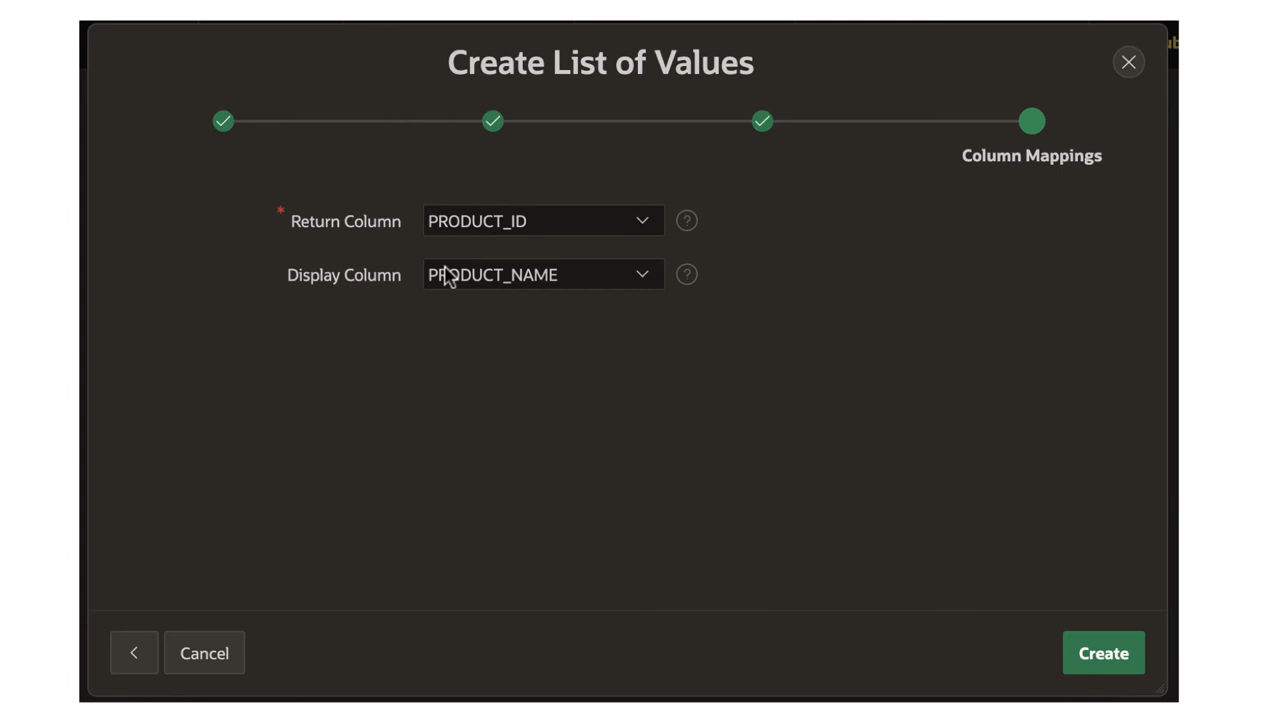 Create List of Values
Column Mappings
* Return Column PRODUCT_ID ?
Display Column PRODUCT_NAME ?
Cancel
Create